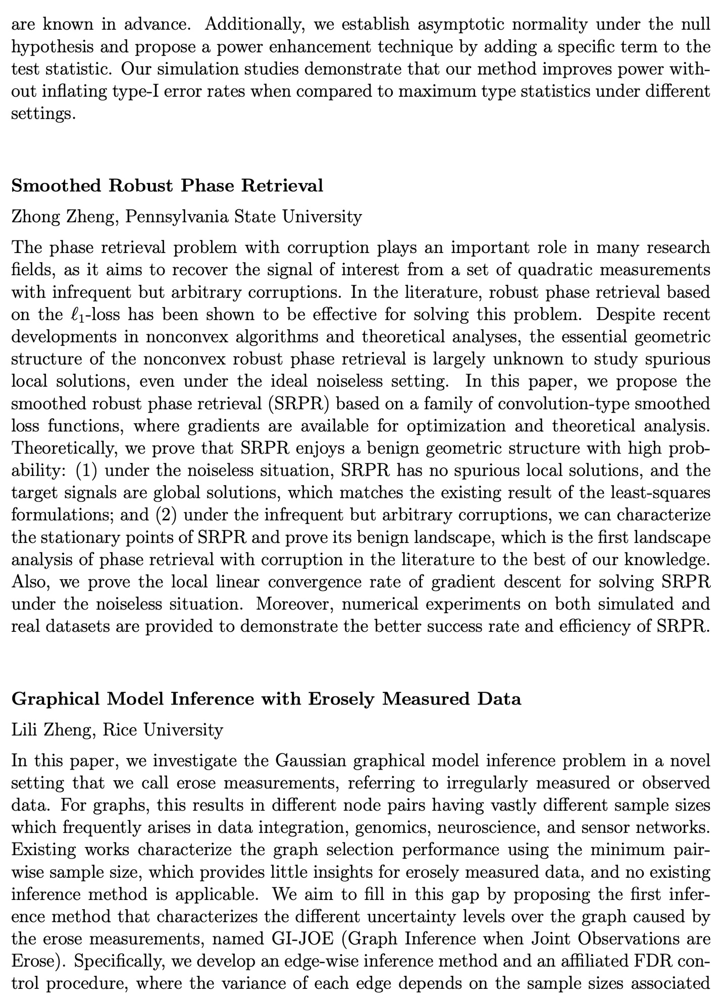 are known in advance. Additionally, we establish asymptotic normality under the null
hypothesis and propose a power enhancement technique by adding a specific term to the
test statistic. Our simulation studies demonstrate that our method improves power with-
out inflating type-I error rates when compared to maximum type statistics under different
settings.
Smoothed Robust Phase Retrieval
Zhong Zheng, Pennsylvania State University
The phase retrieval problem with corruption plays an important role in many research
fields, as it aims to recover the signal of interest from a set of quadratic measurements
with infrequent but arbitrary corruptions. In the literature, robust phase retrieval based
on the ℓ₁-loss has been shown to be effective for solving this problem. Despite recent
developments in nonconvex algorithms and theoretical analyses, the essential geometric
structure of the nonconvex robust phase retrieval is largely unknown to study spurious
local solutions, even under the ideal noiseless setting. In this paper, we propose the
smoothed robust phase retrieval (SRPR) based on a family of convolution-type smoothed
loss functions, where gradients are available for optimization and theoretical analysis.
Theoretically, we prove that SRPR enjoys a benign geometric structure with high prob-
ability: (1) under the noiseless situation, SRPR has no spurious local solutions, and the
target signals are global solutions, which matches the existing result of the least-squares
formulations; and (2) under the infrequent but arbitrary corruptions, we can characterize
the stationary points of SRPR and prove its benign landscape, which is the first landscape
analysis of phase retrieval with corruption in the literature to the best of our knowledge.
Also, we prove the local linear convergence rate of gradient descent for solving SRPR
under the noiseless situation. Moreover, numerical experiments on both simulated and
real datasets are provided to demonstrate the better success rate and efficiency of SRPR.
Graphical Model Inference with Erosely Measured Data
Lili Zheng, Rice University
In this paper, we investigate the Gaussian graphical model inference problem in a novel
setting that we call erose measurements, referring to irregularly measured or observed
data. For graphs, this results in different node pairs having vastly different sample sizes
which frequently arises in data integration, genomics, neuroscience, and sensor networks.
Existing works characterize the graph selection performance using the minimum pair-
wise sample size, which provides little insights for erosely measured data, and no existing
inference method is applicable. We aim to fill in this gap by proposing the first infer-
ence method that characterizes the different uncertainty levels over the graph caused by
the erose measurements, named GI-JOE (Graph Inference when Joint Observations are
Erose). Specifically, we develop an edge-wise inference method and an affiliated FDR con-
trol procedure, where the variance of each edge depends on the sample sizes associated